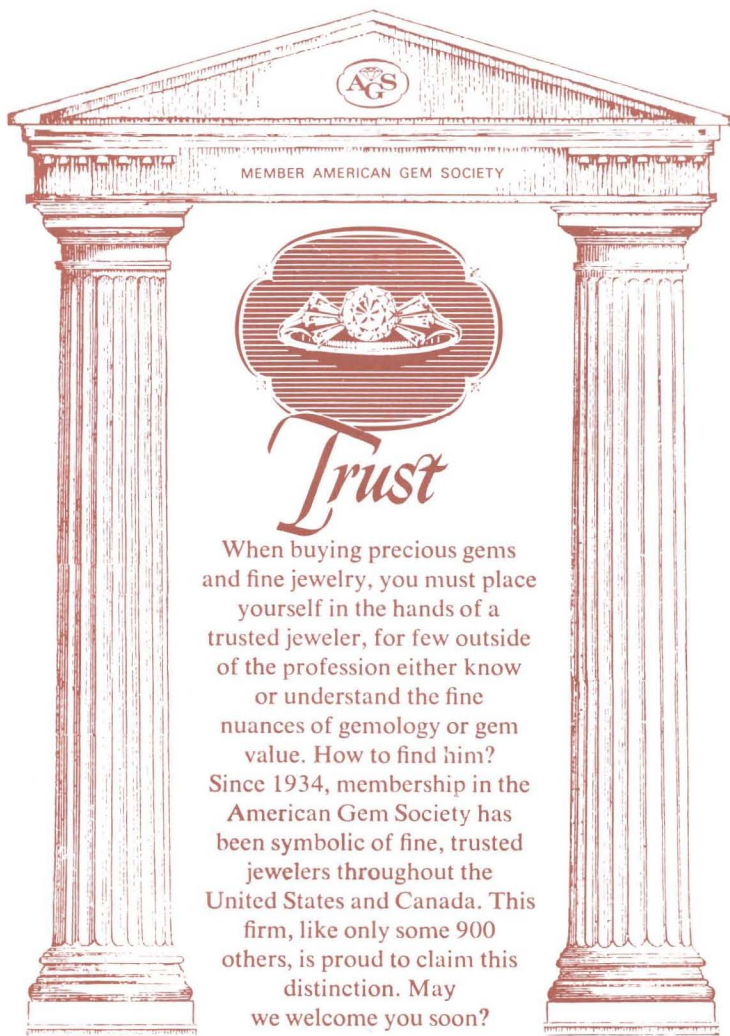 AGS
MEMBER AMERICAN GEM SOCIETY
Trust
When buying precious gems
and fine jewelry, you must place
yourself in the hands of a
trusted jeweler, for few outside
of the profession either know
or understand the fine
nuances of gemology or gem
value. How to find him?
Since 1934, membership in the
American Gem Society has
been symbolic of fine, trusted
jewelers throughout the
United States and Canada. This
firm, like only some 900
others, is proud to claim this
distinction. May
we welcome you soon?